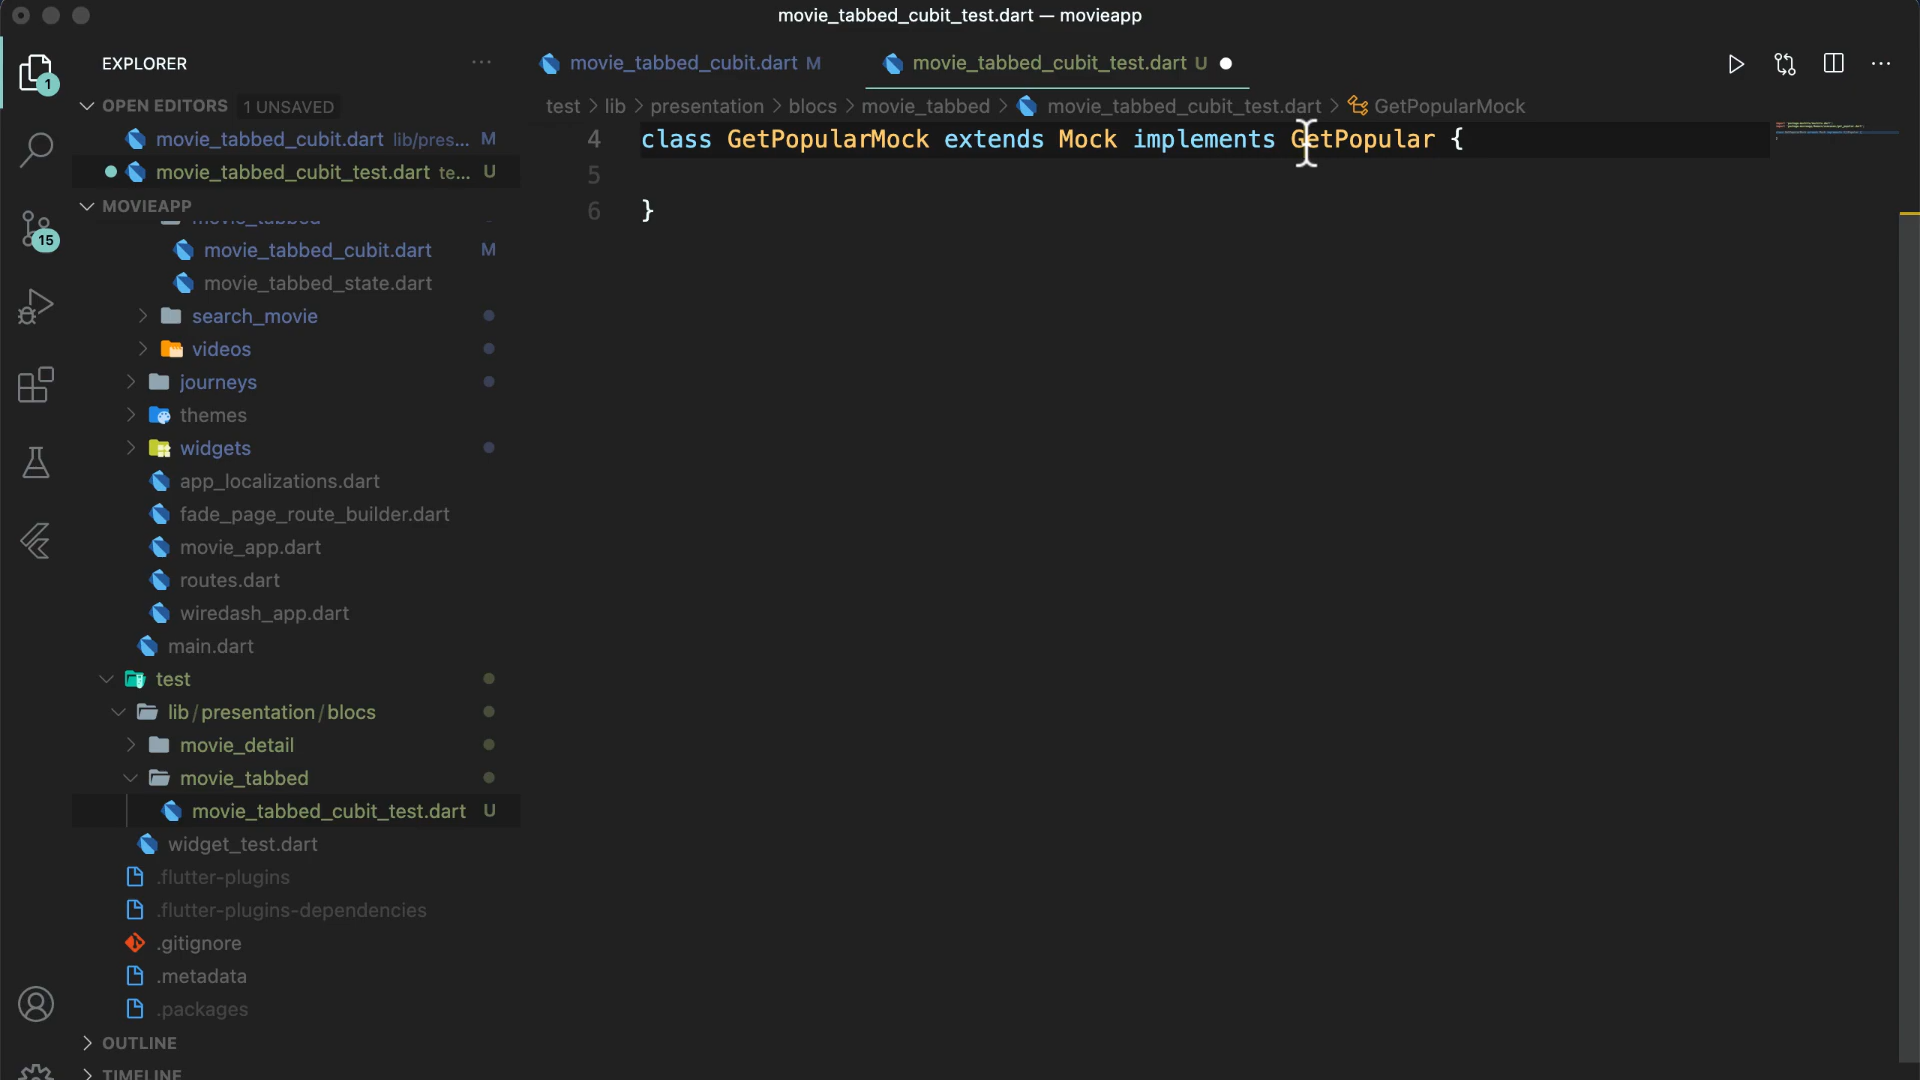 movie_tabbed_cubit_test.dart — movieapp
EXPLORER
movie_tabbed_cubit.dart M
movie_tabbed_cubit_test.dart U
OPEN EDITORS 1 UNSAVED
test > lib > presentation > blocs > movie_tabbed > movie_tabbed_cubit_test.dart > GetPopularMock
movie_tabbed_cubit.dart lib/pres... M
movie_tabbed_cubit_test.dart te... U
MOVIEAPP
movie_tabbed
movie_tabbed_cubit.dart M
movie_tabbed_state.dart
search_movie
videos
journeys
themes
widgets
app_localizations.dart
fade_page_route_builder.dart
movie_app.dart
routes.dart
wiredash_app.dart
main.dart
test
lib/presentation/blocs
movie_detail
movie_tabbed
movie_tabbed_cubit_test.dart U
widget_test.dart
.flutter-plugins
.flutter-plugins-dependencies
.gitignore
.metadata
.packages
OUTLINE
TIMELINE
1
15
4 class GetPopularMock extends Mock implements GetPopular {
5
6 }